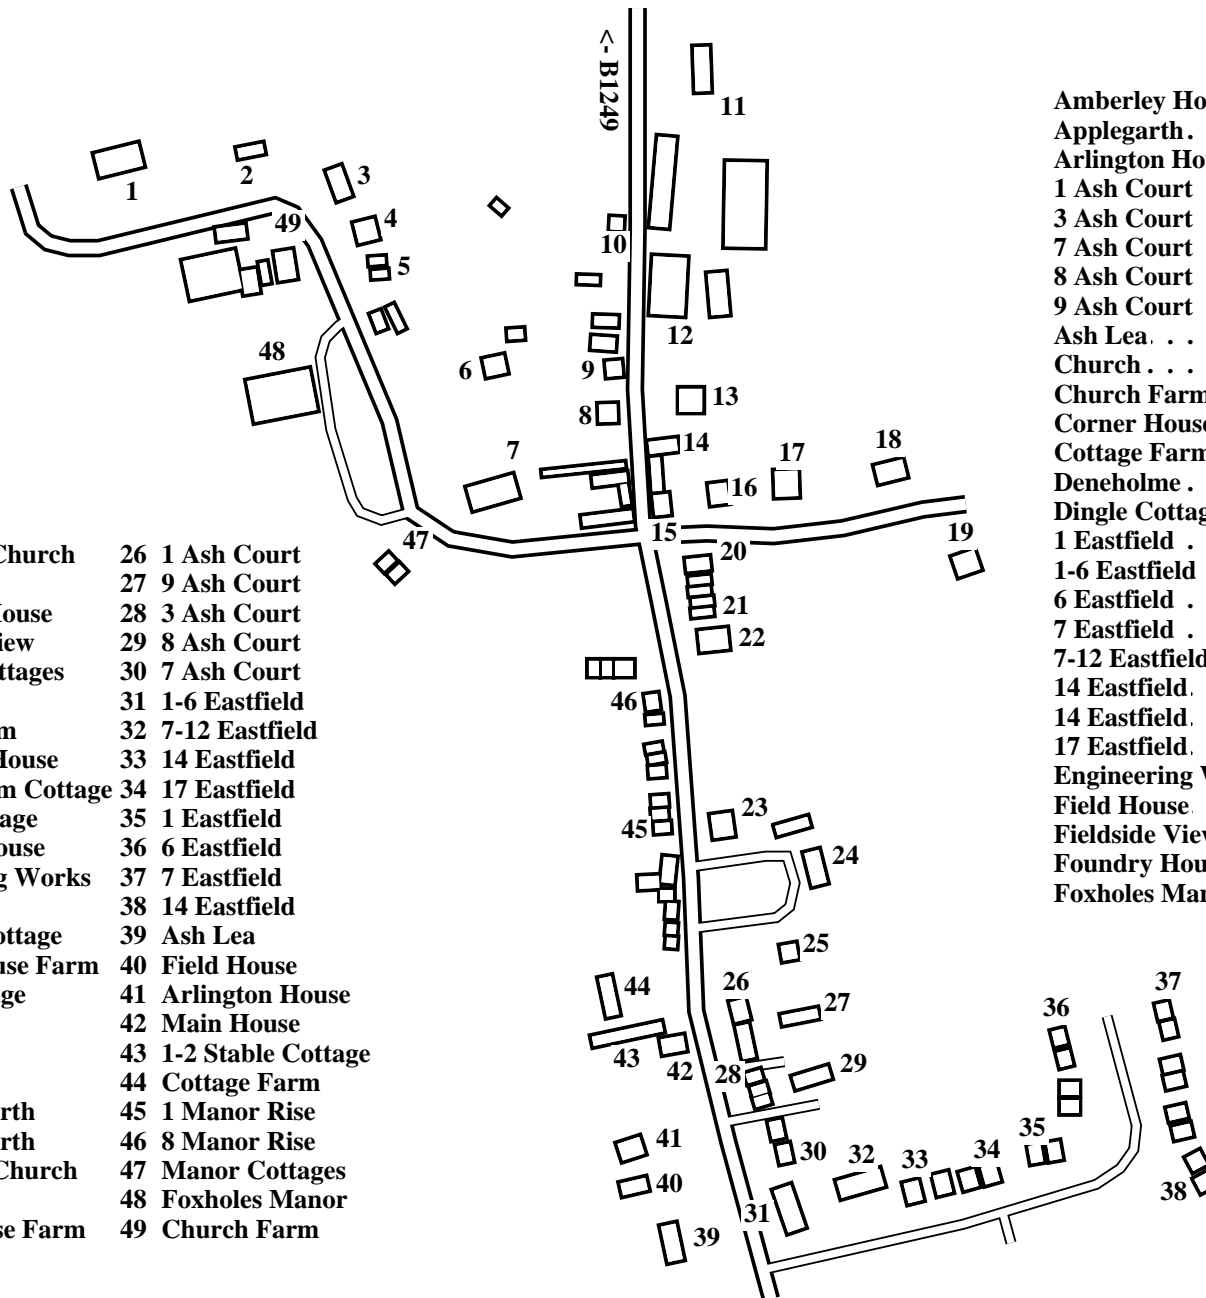 <- B1249
11
1
2
3
4
49
5
10
12
48
6
9
8
13
7
14
17
18
16
15
47
19
20
21
22
46
23
45
24
25
26
27
44
43
42
28
29
36
37
41
40
30
32
33
34
35
38
31
39
Church 26 1 Ash Court
27 9 Ash Court
House 28 3 Ash Court
iew 29 8 Ash Court
ttages 30 7 Ash Court
31 1-6 Eastfield
m 32 7-12 Eastfield
House 33 14 Eastfield
m Cottage 34 17 Eastfield
age 35 1 Eastfield
ouse 36 6 Eastfield
g Works 37 7 Eastfield
38 14 Eastfield
ottage 39 Ash Lea
use Farm 40 Field House
ge 41 Arlington House
42 Main House
43 1-2 Stable Cottage
44 Cottage Farm
rth 45 1 Manor Rise
rth 46 8 Manor Rise
Church 47 Manor Cottages
48 Foxholes Manor
se Farm 49 Church Farm
Amberley Ho
Applegarth .
Arlington Ho
1 Ash Court
3 Ash Court
7 Ash Court
8 Ash Court
9 Ash Court
Ash Lea . . .
Church . . .
Church Farm
Corner House
Cottage Farm
Deneholme .
Dingle Cottag
1 Eastfield .
1-6 Eastfield
6 Eastfield .
7 Eastfield .
7-12 Eastfield
14 Eastfield .
14 Eastfield .
17 Eastfield .
Engineering W
Field House .
Fieldside View
Foundry Hou
Foxholes Man